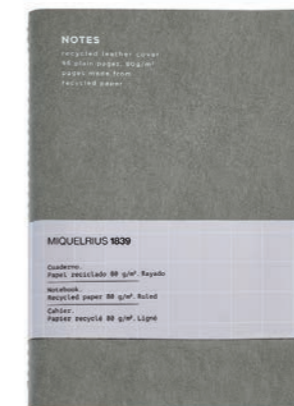 NOTES
recycled leather cover
96 plain pages, 80g/m²
pages made from
recycled paper
MIQUELRIUS 1839
Cuaderno.
Papel reciclado 80 g/m². Rayado
Notebook.
Recycled paper 80 g/m². Ruled
Cahier.
Papier recyclé 80 g/m². Ligné